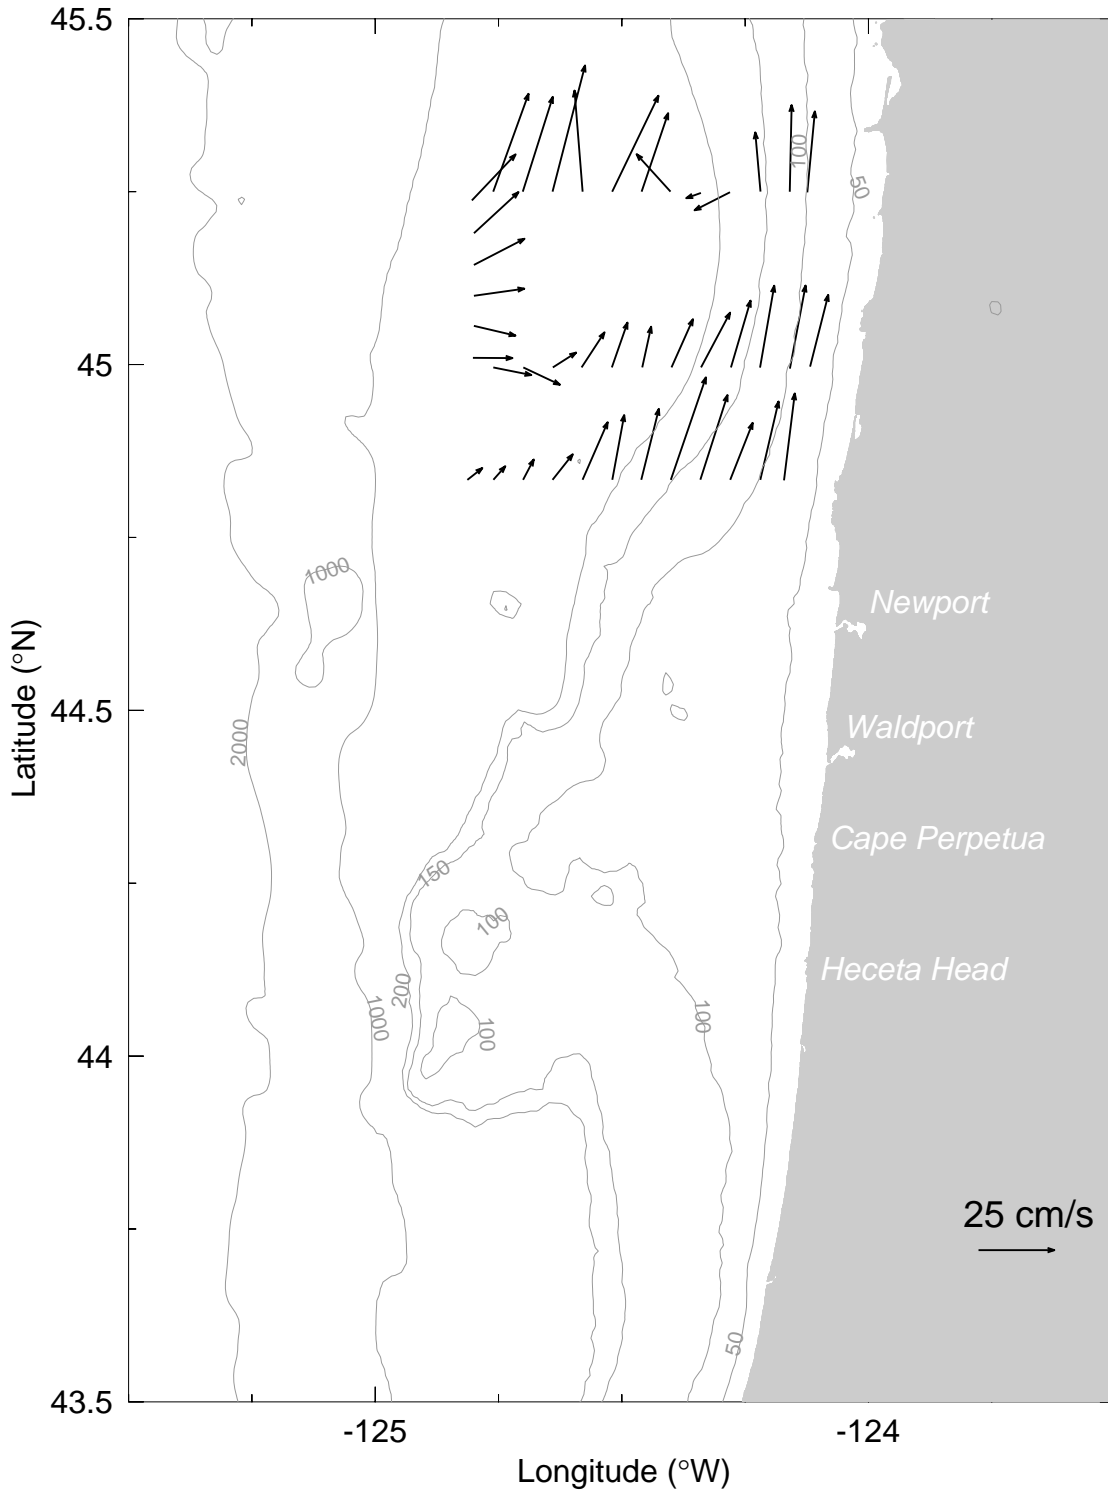 45.5
100
50
45
1000
Newport
Latitude (°N)
44.5
2000
Waldport
Cape Perpetua
150
100
Heceta Head
200
1000
100
100
44
25 cm/s
50
43.5
-125
-124
Longitude (°W)